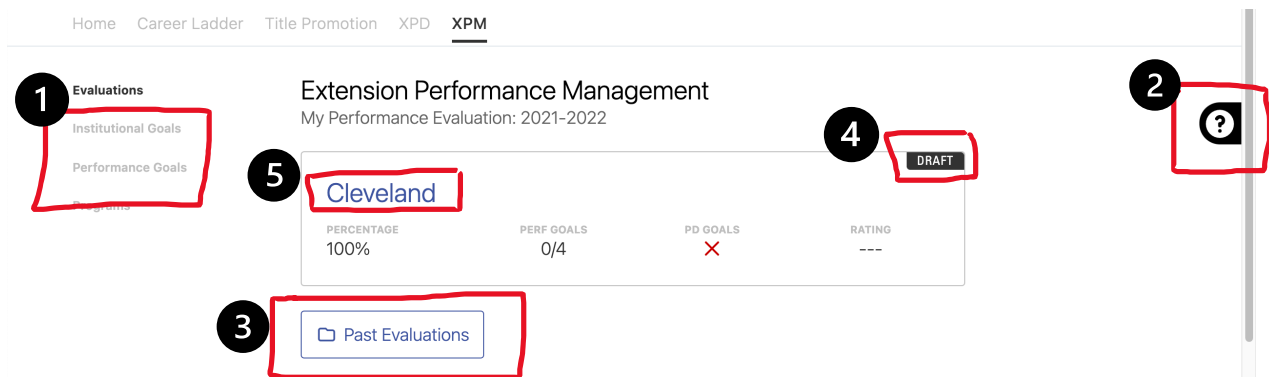 Home Career Ladder Title Promotion XPD XPM
1
Evaluations
Institutional Goals
Performance Goals
Programs
2
?
Extension Performance Management
My Performance Evaluation: 2021-2022
4
DRAFT
5
Cleveland
PERCENTAGE PERF GOALS PD GOALS RATING
100% 0/4 ---
3
Past Evaluations